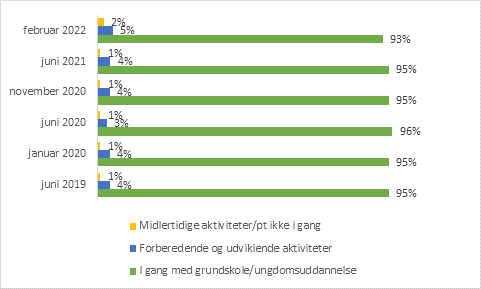 februar 2022
2%
5%
93%
juni 2021
1%
4%
95%
november 2020
1%
4%
95%
juni 2020
1%
3%
96%
januar 2020
1%
4%
95%
juni 2019
1%
4%
95%
Midlertidige aktiviteter/pt ikke i gang
Forberedende og udviklende aktiviteter
I gang med grundskole/ungdomsuddannelse